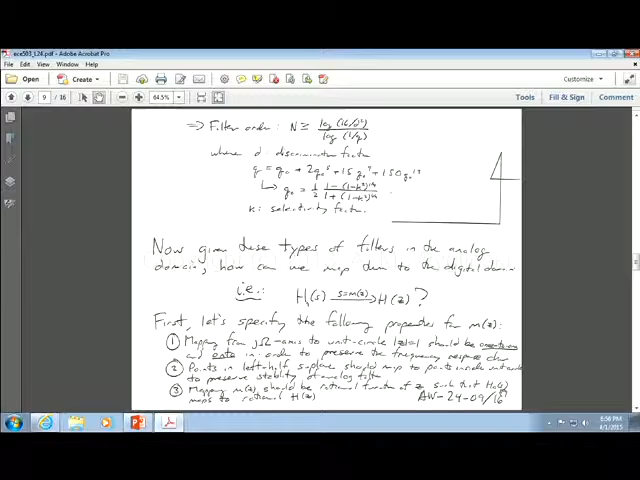 ece503_L24.pdf - Adobe Acrobat Pro
File Edit View Window Help
Open Create Customize
9 / 16 64.5% Tools Fill & Sign Comment
⇒ Filter order: N ≥ log(16/d²) / log(1/q)
where d: discrimination factor
q = q₀ + 2q₀⁵ + 15q₀⁹ + 150q₀¹³
↳ q₀ = 1/2 (1-(1-k²)^1/4) / (1+(1-k²)^1/4)
k: selectivity factor.
Now given these types of filters in the analog
domain, how can we map them to the digital domain
i.e.: Hₐ(s) s=m(z) → H(z)?
First, let's specify the following properties for m(z):
① Mapping from jΩ-axis to unit-circle |z|=1 should be one-to-one
and onto in order to preserve the frequency response char
② Points in left-half s-plane should map to points inside unit circle
to preserve stability of analog filter
③ Mapping m(z) should be rational function of z such that Hₐ(s)
maps to rational H(z) AW-24-09/16
6:56 PM
4/1/2015